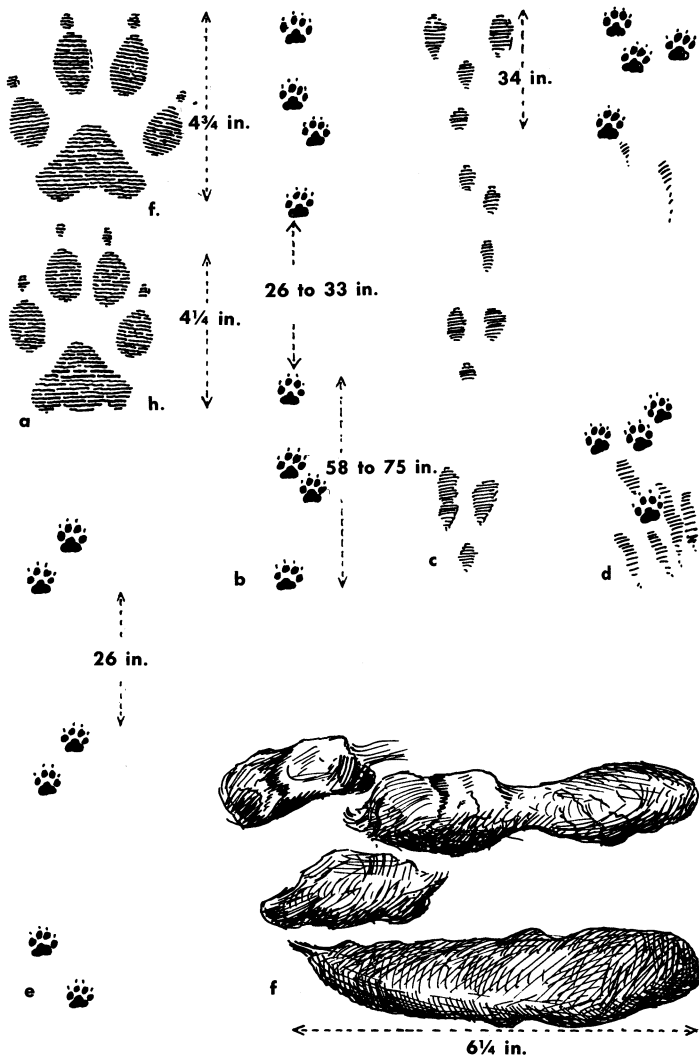 4¾ in.
f.
4¼ in.
h.
a
26 to 33 in.
58 to 75 in.
b
34 in.
c
d
26 in.
e
f
6¼ in.